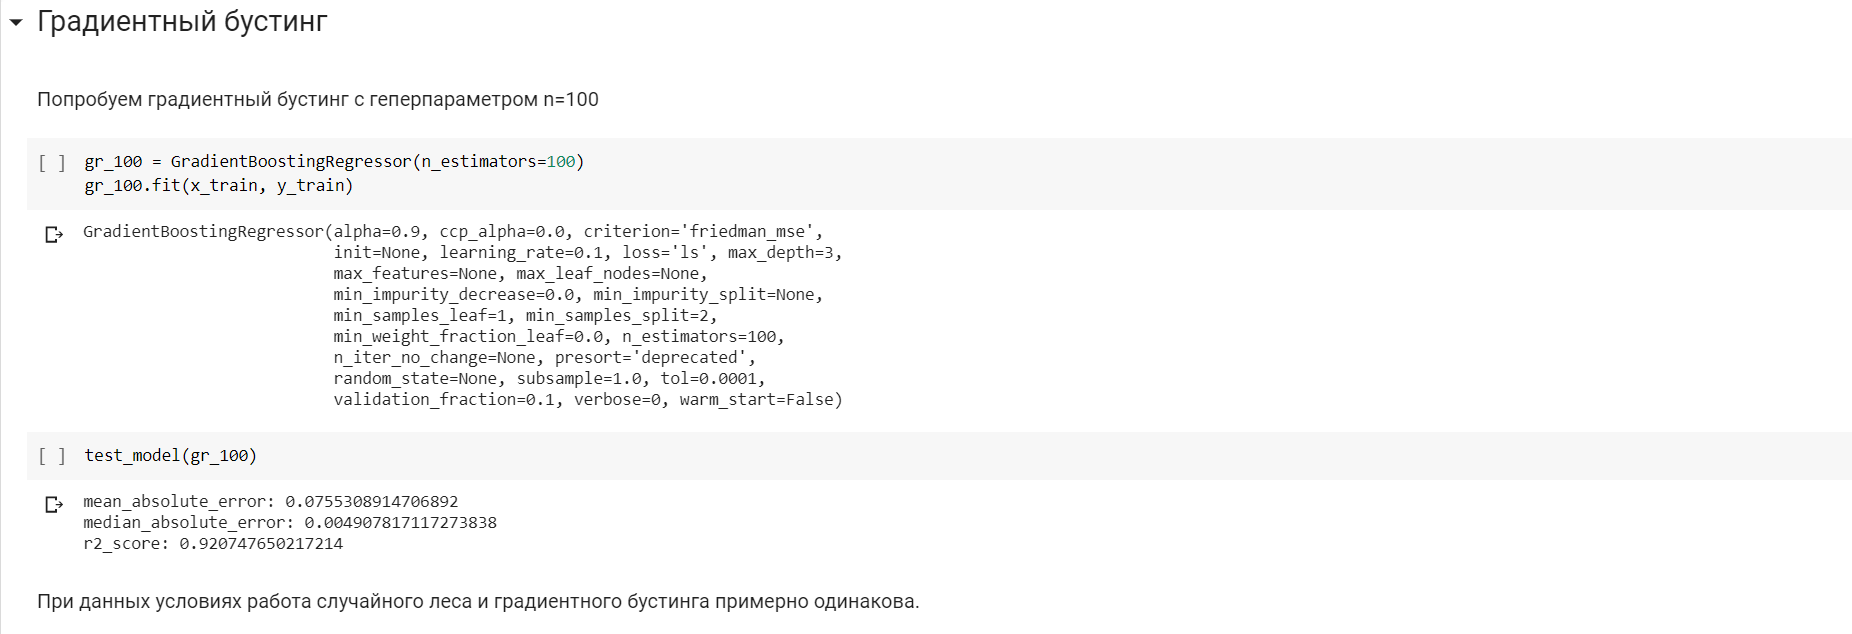 Градиентный бустинг
Попробуем градиентный бустинг с геперпараметром n=100
[ ] gr_100 = GradientBoostingRegressor(n_estimators=100)
gr_100.fit(x_train, y_train)
GradientBoostingRegressor(alpha=0.9, ccp_alpha=0.0, criterion='friedman_mse',
init=None, learning_rate=0.1, loss='ls', max_depth=3,
max_features=None, max_leaf_nodes=None,
min_impurity_decrease=0.0, min_impurity_split=None,
min_samples_leaf=1, min_samples_split=2,
min_weight_fraction_leaf=0.0, n_estimators=100,
n_iter_no_change=None, presort='deprecated',
random_state=None, subsample=1.0, tol=0.0001,
validation_fraction=0.1, verbose=0, warm_start=False)
[ ] test_model(gr_100)
mean_absolute_error: 0.0755308914706892
median_absolute_error: 0.004907817117273838
r2_score: 0.920747650217214
При данных условиях работа случайного леса и градиентного бустинга примерно одинакова.